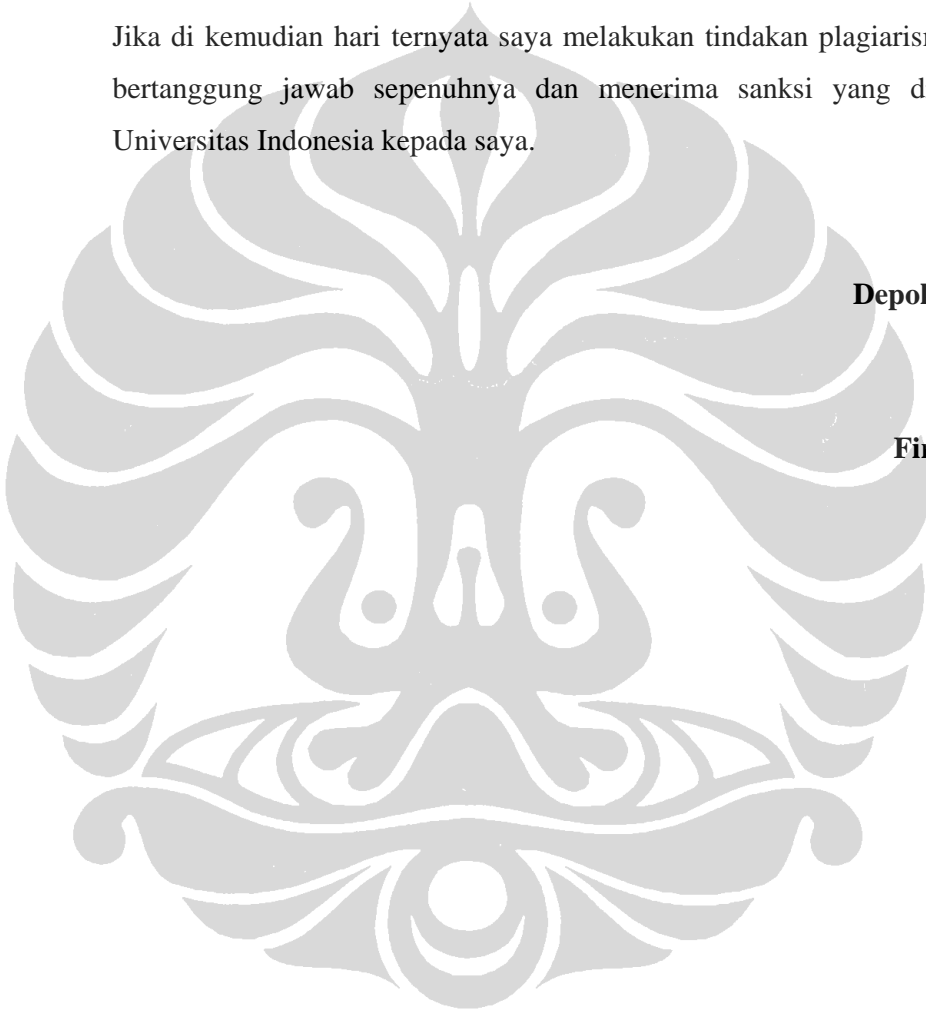 Jika di kemudian hari ternyata saya melakukan tindakan
bertanggung jawab sepenuhnya dan menerima sanksi yang
Universitas Indonesia kepada saya.